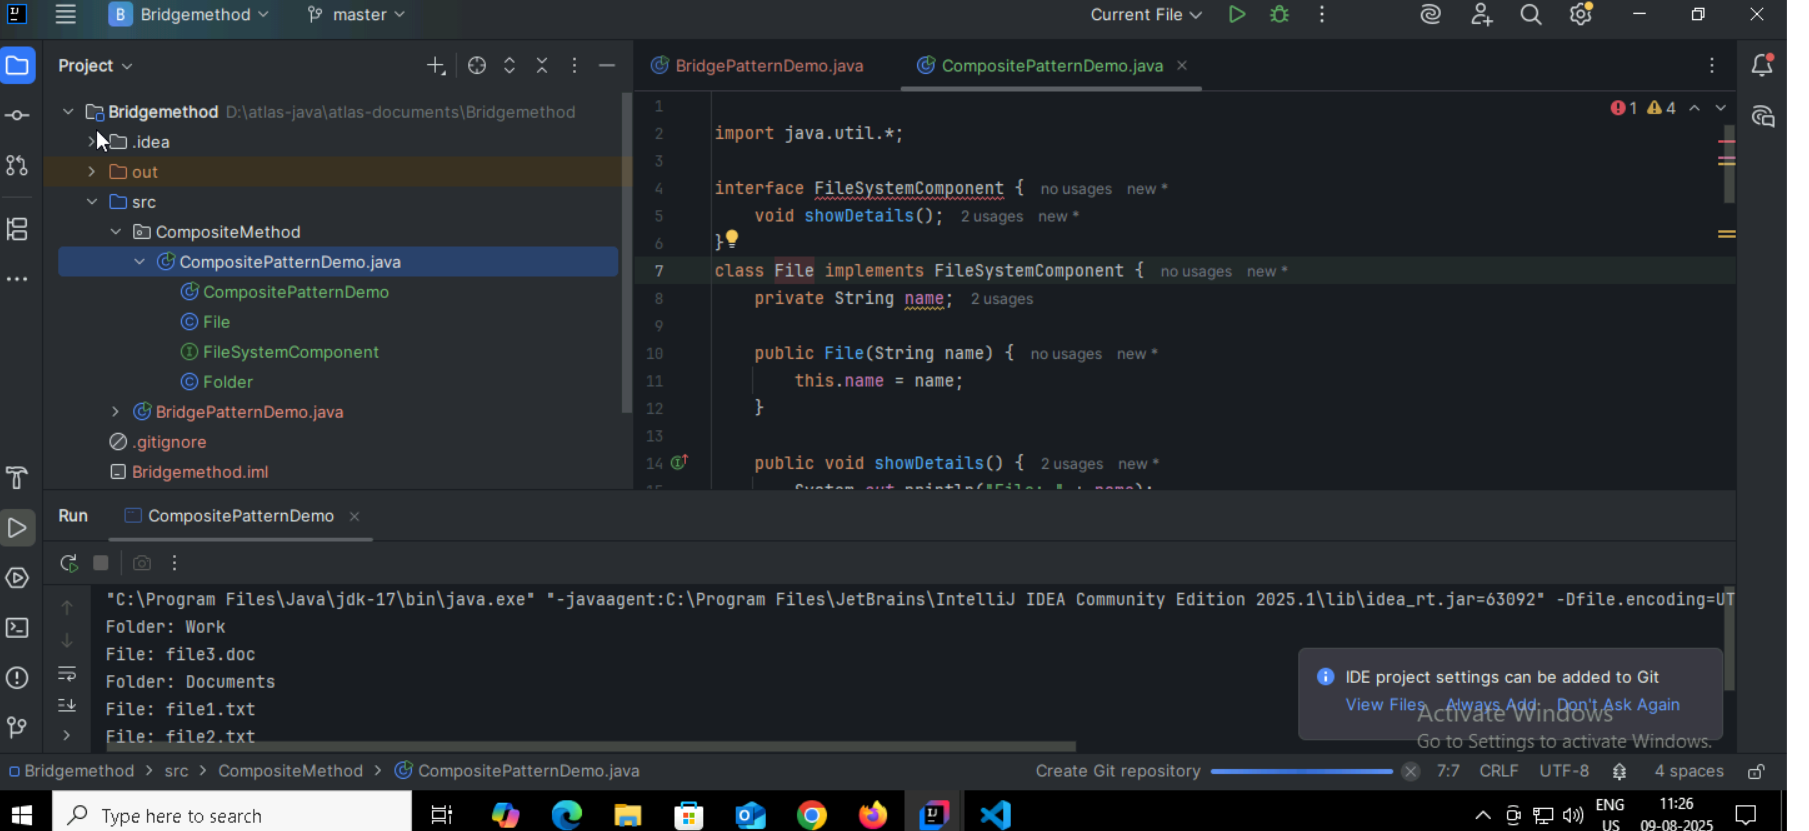 B Bridgemethod master Current File
Project
Bridgemethod D:\atlas-java\atlas-documents\Bridgemethod
.idea
out
src
CompositeMethod
CompositePatternDemo.java
CompositePatternDemo
File
FileSystemComponent
Folder
BridgePatternDemo.java
.gitignore
Bridgemethod.iml
BridgePatternDemo.java CompositePatternDemo.java
1 4
1
2 import java.util.*;
3
4 interface FileSystemComponent { no usages new *
5 void showDetails(); 2 usages new *
6 }
7 class File implements FileSystemComponent { no usages new *
8 private String name; 2 usages
9
10 public File(String name) { no usages new *
11 this.name = name;
12 }
13
14 public void showDetails() { 2 usages new *
15 System.out.println("File: " + name);
Run CompositePatternDemo
"C:\Program Files\Java\jdk-17\bin\java.exe" "-javaagent:C:\Program Files\JetBrains\IntelliJ IDEA Community Edition 2025.1\lib\idea_rt.jar=63092" -Dfile.encoding=UT
Folder: Work
File: file3.doc
Folder: Documents
File: file1.txt
File: file2.txt
IDE project settings can be added to Git
View Files Always Add Don't Ask Again
Activate Windows
Go to Settings to activate Windows.
Bridgemethod > src > CompositeMethod > CompositePatternDemo.java Create Git repository 7:7 CRLF UTF-8 4 spaces
Type here to search
ENG
US
11:26
09-08-2025